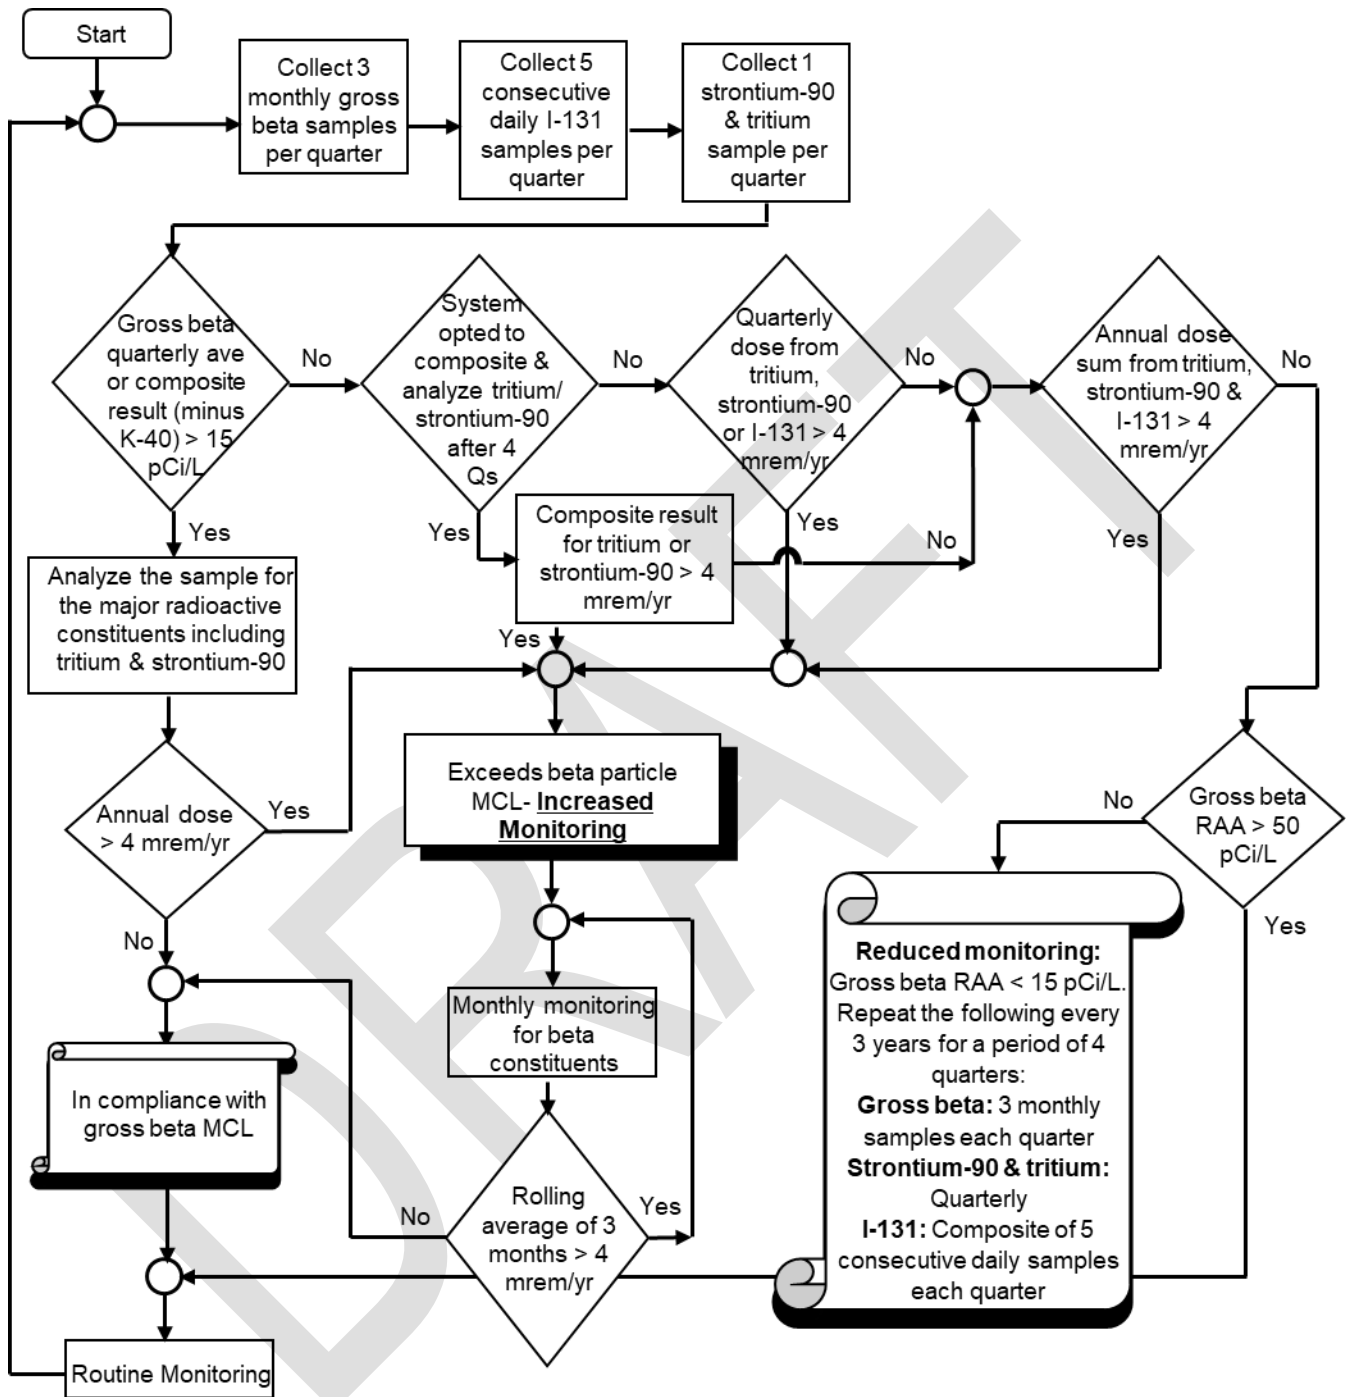 Start
Collect 3
monthly gross
beta samples
per quarter
Collect 5
consecutive
daily I-131
samples per
quarter
Collect 1
strontium-90
& tritium
sample per
quarter
Gross beta
quarterly ave
or composite
result (minus
K-40) > 15
pCi/L
No
Yes
System
opted to
composite &
analyze tritium/
strontium-90
after 4
Qs
No
Yes
Quarterly
dose from
tritium,
strontium-90
or I-131 > 4
mrem/yr
No
Yes
Annual dose
sum from tritium,
strontium-90 &
I-131 > 4
mrem/yr
No
Yes
Composite result
for tritium or
strontium-90 > 4
mrem/yr
No
Yes
Analyze the sample for
the major radioactive
constituents including
tritium & strontium-90
Annual dose
> 4 mrem/yr
Yes
No
Exceeds beta particle
MCL- Increased
Monitoring
Gross beta
RAA > 50
pCi/L
No
Yes
Monthly monitoring
for beta
constituents
Rolling
average of 3
months > 4
mrem/yr
No
Yes
In compliance with
gross beta MCL
Routine Monitoring
Reduced monitoring:
Gross beta RAA < 15 pCi/L.
Repeat the following every
3 years for a period of 4
quarters:
Gross beta: 3 monthly
samples each quarter
Strontium-90 & tritium:
Quarterly
I-131: Composite of 5
consecutive daily samples
each quarter
DRAFT